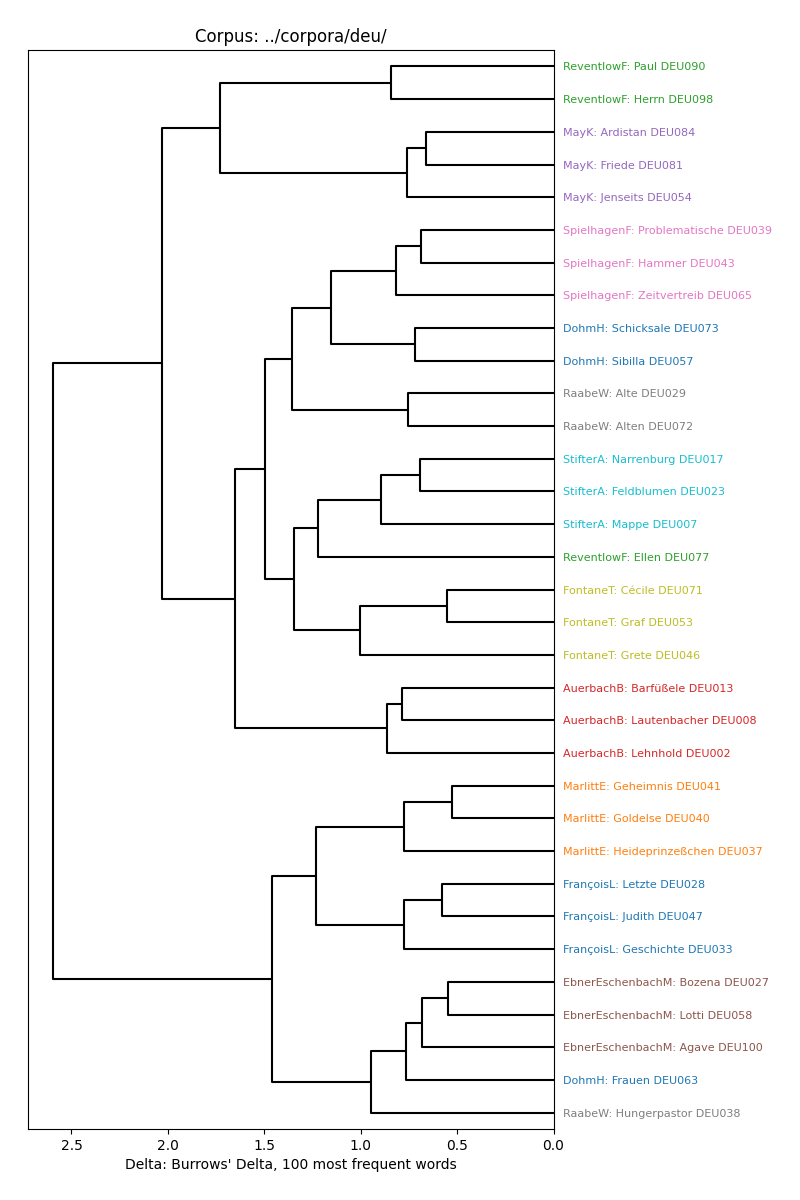 Corpus: ../corpora/deu/
ReventlowF: Paul DEU090
ReventlowF: Herrn DEU098
MayK: Ardistan DEU084
MayK: Friede DEU081
MayK: Jenseits DEU054
SpielhagenF: Problematische DEU039
SpielhagenF: Hammer DEU043
SpielhagenF: Zeitvertreib DEU065
DohmH: Schicksale DEU073
DohmH: Sibilla DEU057
RaabeW: Alte DEU029
RaabeW: Alten DEU072
StifterA: Narrenburg DEU017
StifterA: Feldblumen DEU023
StifterA: Mappe DEU007
ReventlowF: Ellen DEU077
FontaneT: Cécile DEU071
FontaneT: Graf DEU053
FontaneT: Grete DEU046
AuerbachB: Barfüßele DEU013
AuerbachB: Lautenbacher DEU008
AuerbachB: Lehnhold DEU002
MarlittE: Geheimnis DEU041
MarlittE: Goldelse DEU040
MarlittE: Heideprinzeßchen DEU037
FrançoisL: Letzte DEU028
FrançoisL: Judith DEU047
FrançoisL: Geschichte DEU033
EbnerEschenbachM: Bozena DEU027
EbnerEschenbachM: Lotti DEU058
EbnerEschenbachM: Agave DEU100
DohmH: Frauen DEU063
RaabeW: Hungerpastor DEU038
2.5 2.0 1.5 1.0 0.5 0.0
Delta: Burrows' Delta, 100 most frequent words